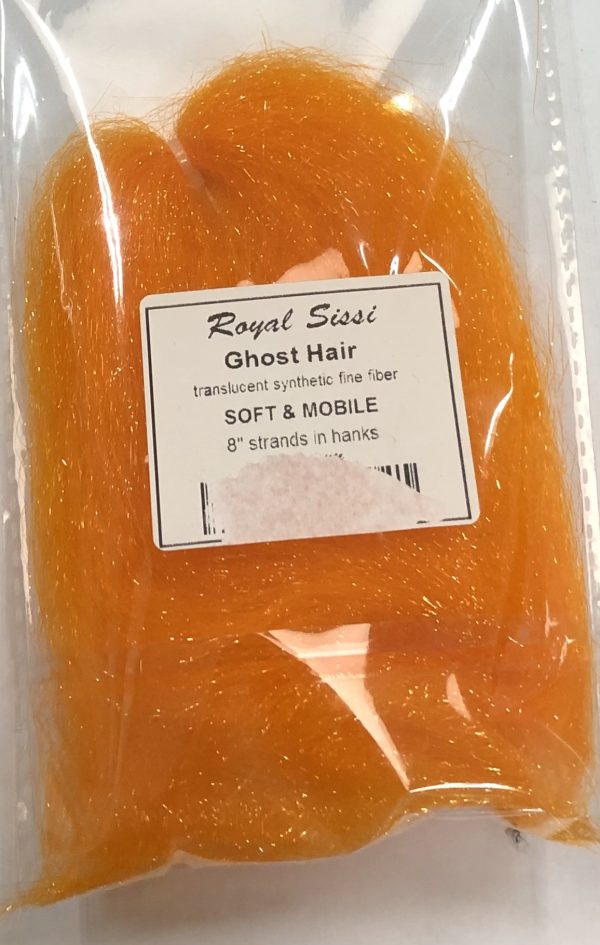 Royal Sissi
Ghost Hair
translucent synthetic fine fiber
SOFT & MOBILE
8" strands in hanks